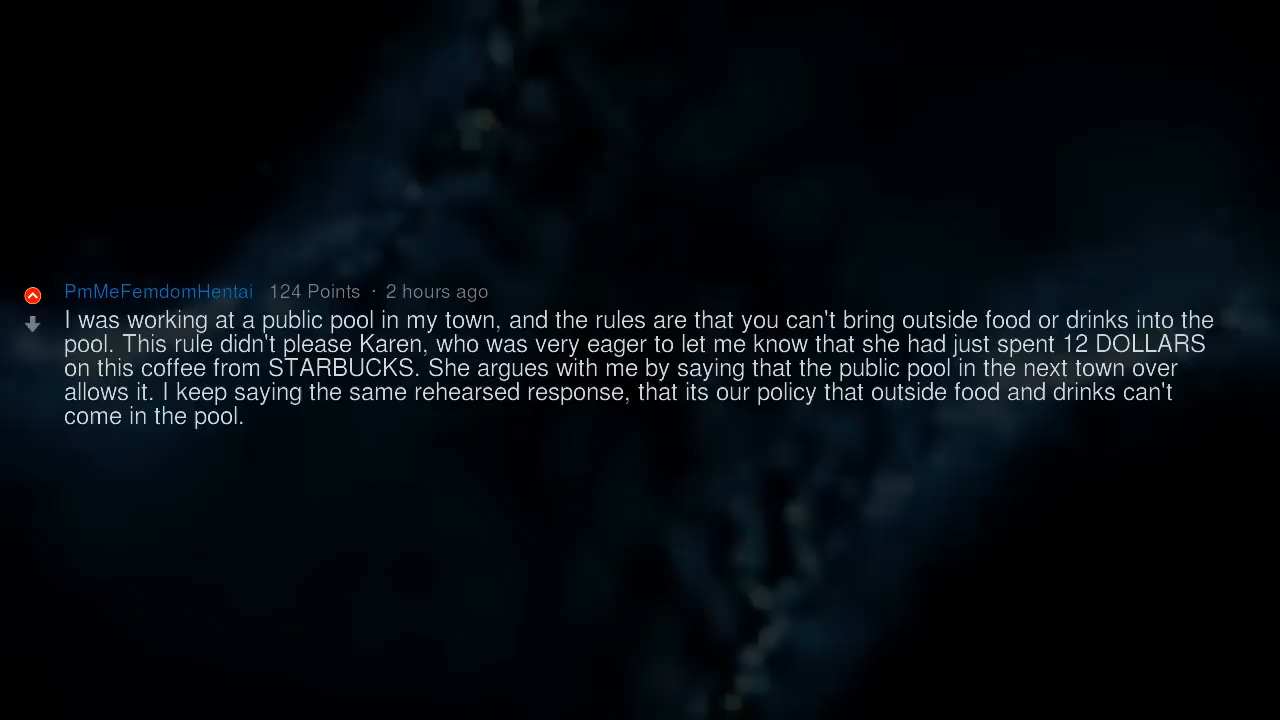 PmMeFemdomHentai 124 Points · 2 hours ago
I was working at a public pool in my town, and the rules are that you can't bring outside food or drinks into the
pool. This rule didn't please Karen, who was very eager to let me know that she had just spent 12 DOLLARS
on this coffee from STARBUCKS. She argues with me by saying that the public pool in the next town over
allows it. I keep saying the same rehearsed response, that its our policy that outside food and drinks can't
come in the pool.